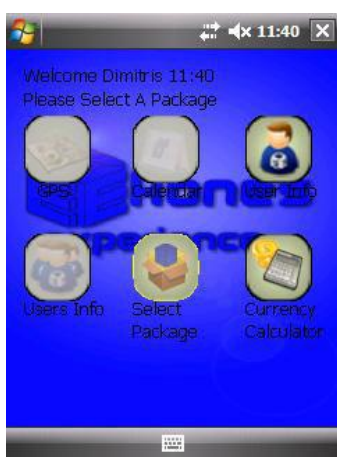 11:40
Welcome Dimitris 11:40
Please Select A Package
GPS
Calendar
User Info
Users Info
Select
Package
Currency
Calculator